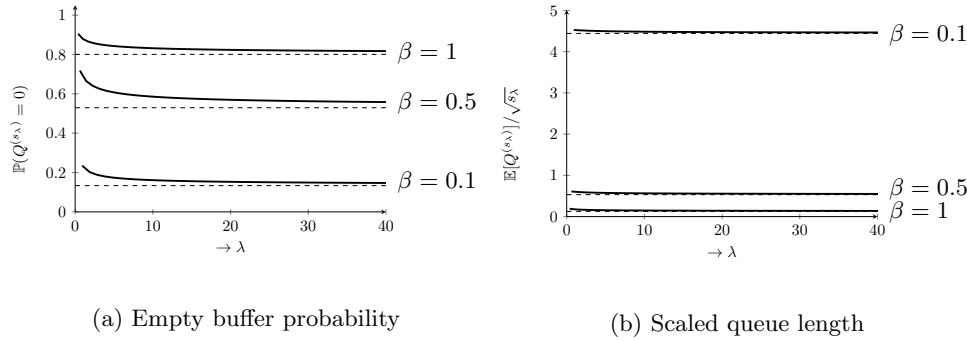 1
0.8
0.6
0.4
0.2
0
0 10 20 30 40
→ λ
ℙ(Q^(s_λ) = 0)
β = 1
β = 0.5
β = 0.1
(a) Empty buffer probability
5
4
3
2
1
0
0 10 20 30 40
→ λ
𝔼[Q^(s_λ)]/√s_λ
β = 0.1
β = 0.5
β = 1
(b) Scaled queue length